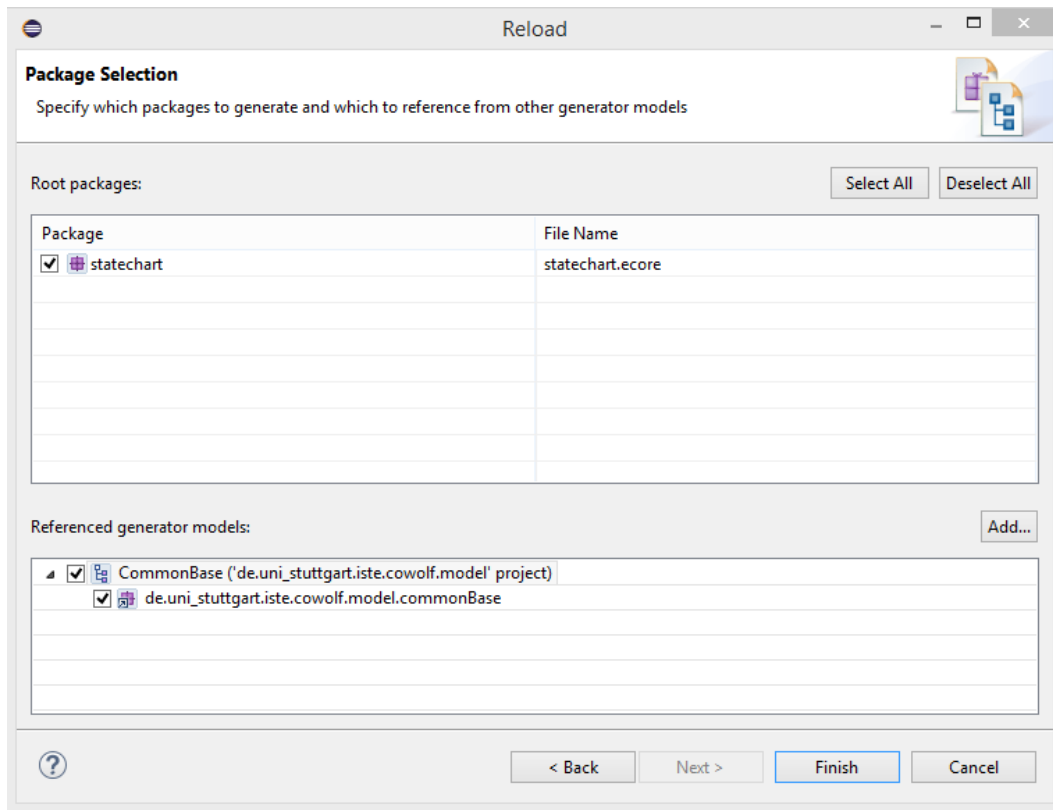 Reload
Package Selection
Specify which packages to generate and which to reference from other generator models
Root packages:
Select All
Deselect All
Package
File Name
statechart
statechart.ecore
Referenced generator models:
Add...
CommonBase ('de.uni_stuttgart.iste.cowolf.model' project)
de.uni_stuttgart.iste.cowolf.model.commonBase
?
< Back
Next >
Finish
Cancel